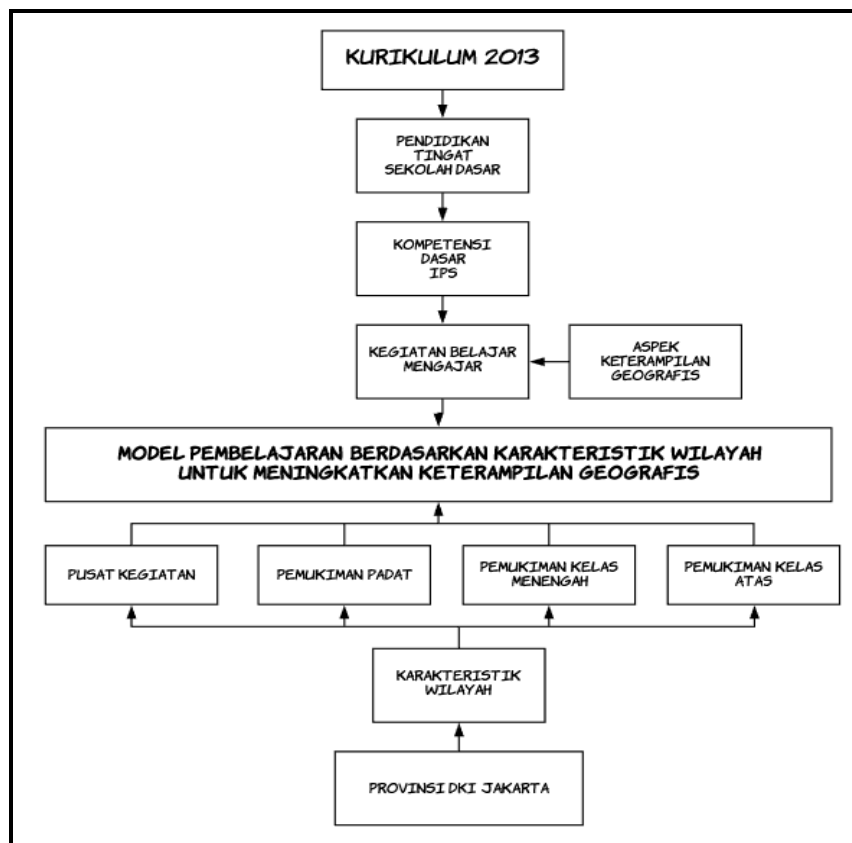 KURIKULUM 2013
PENDIDIKAN
TINGAT
SEKOLAH DASAR
KOMPETENSI
DASAR
IPS
KEGIATAN BELAJAR
MENGAJAR
ASPEK
KETERAMPILAN
GEOGRAFIS
MODEL PEMBELAJARAN BERDASARKAN KARAKTERISTIK WILAYAH
UNTUK MENINGKATKAN KETERAMPILAN GEOGRAFIS
PUSAT KEGIATAN
PEMUKIMAN PADAT
PEMUKIMAN KELAS
MENENGAH
PEMUKIMAN KELAS
ATAS
KARAKTERISTIK
WILAYAH
PROVINSI DKI JAKARTA